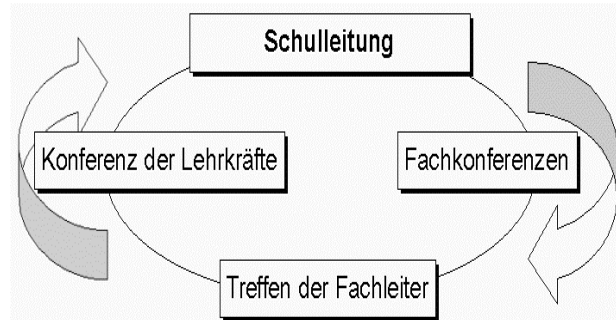 Schulleitung
Konferenz der Lehrkräfte
Fachkonferenzen
Treffen der Fachleiter